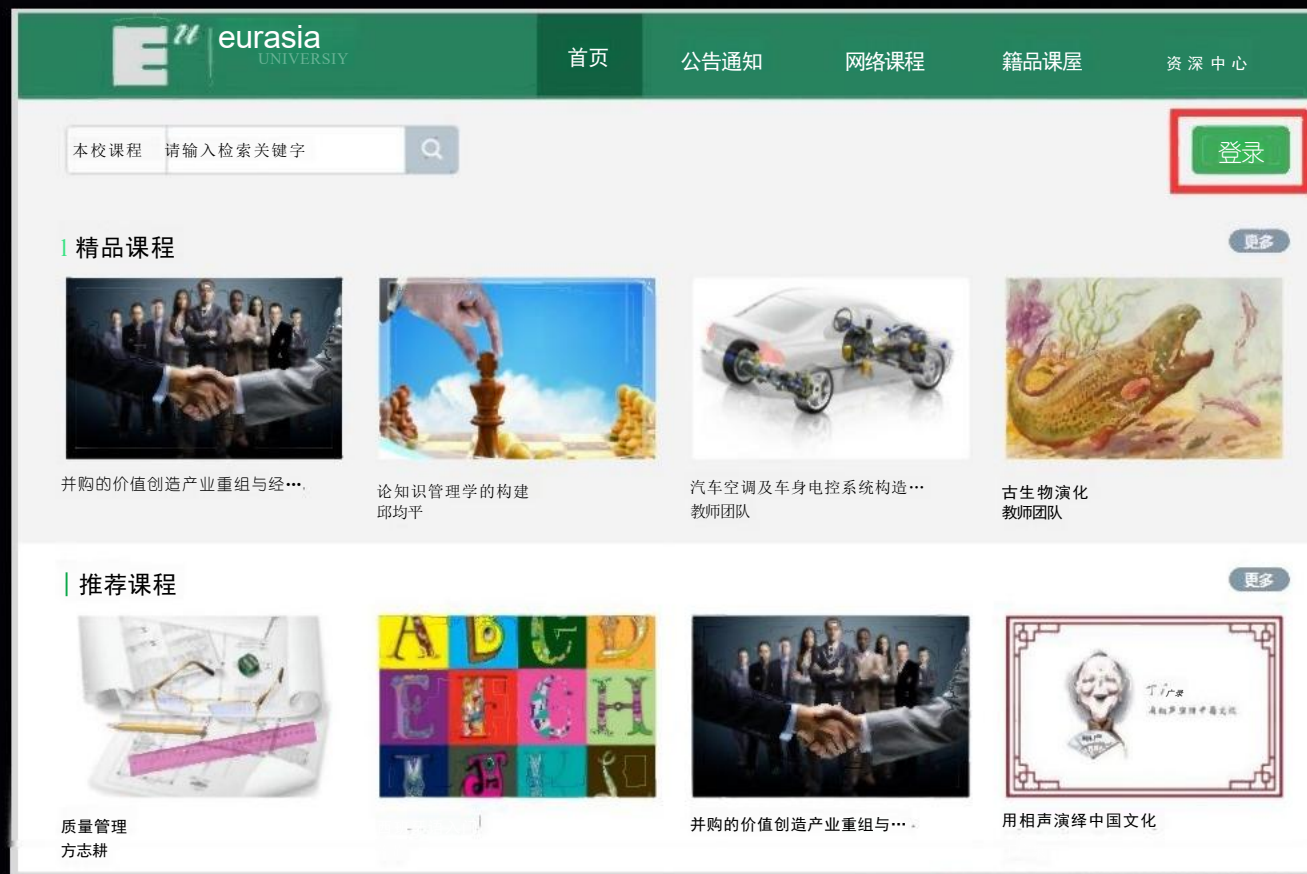 eurasia
UNIVERSIY
首页
公告通知
网络课程
籍品课屋
资深中心
本校课程 请输入检索关键字
登录
精品课程
更多
并购的价值创造产业重组与经…
论知识管理学的构建
邱均平
汽车空调及车身电控系统构造…
教师团队
古生物演化
教师团队
推荐课程
更多
A B C D
E F G H
质量管理
方志耕
并购的价值创造产业重组与…
用相声演绎中国文化